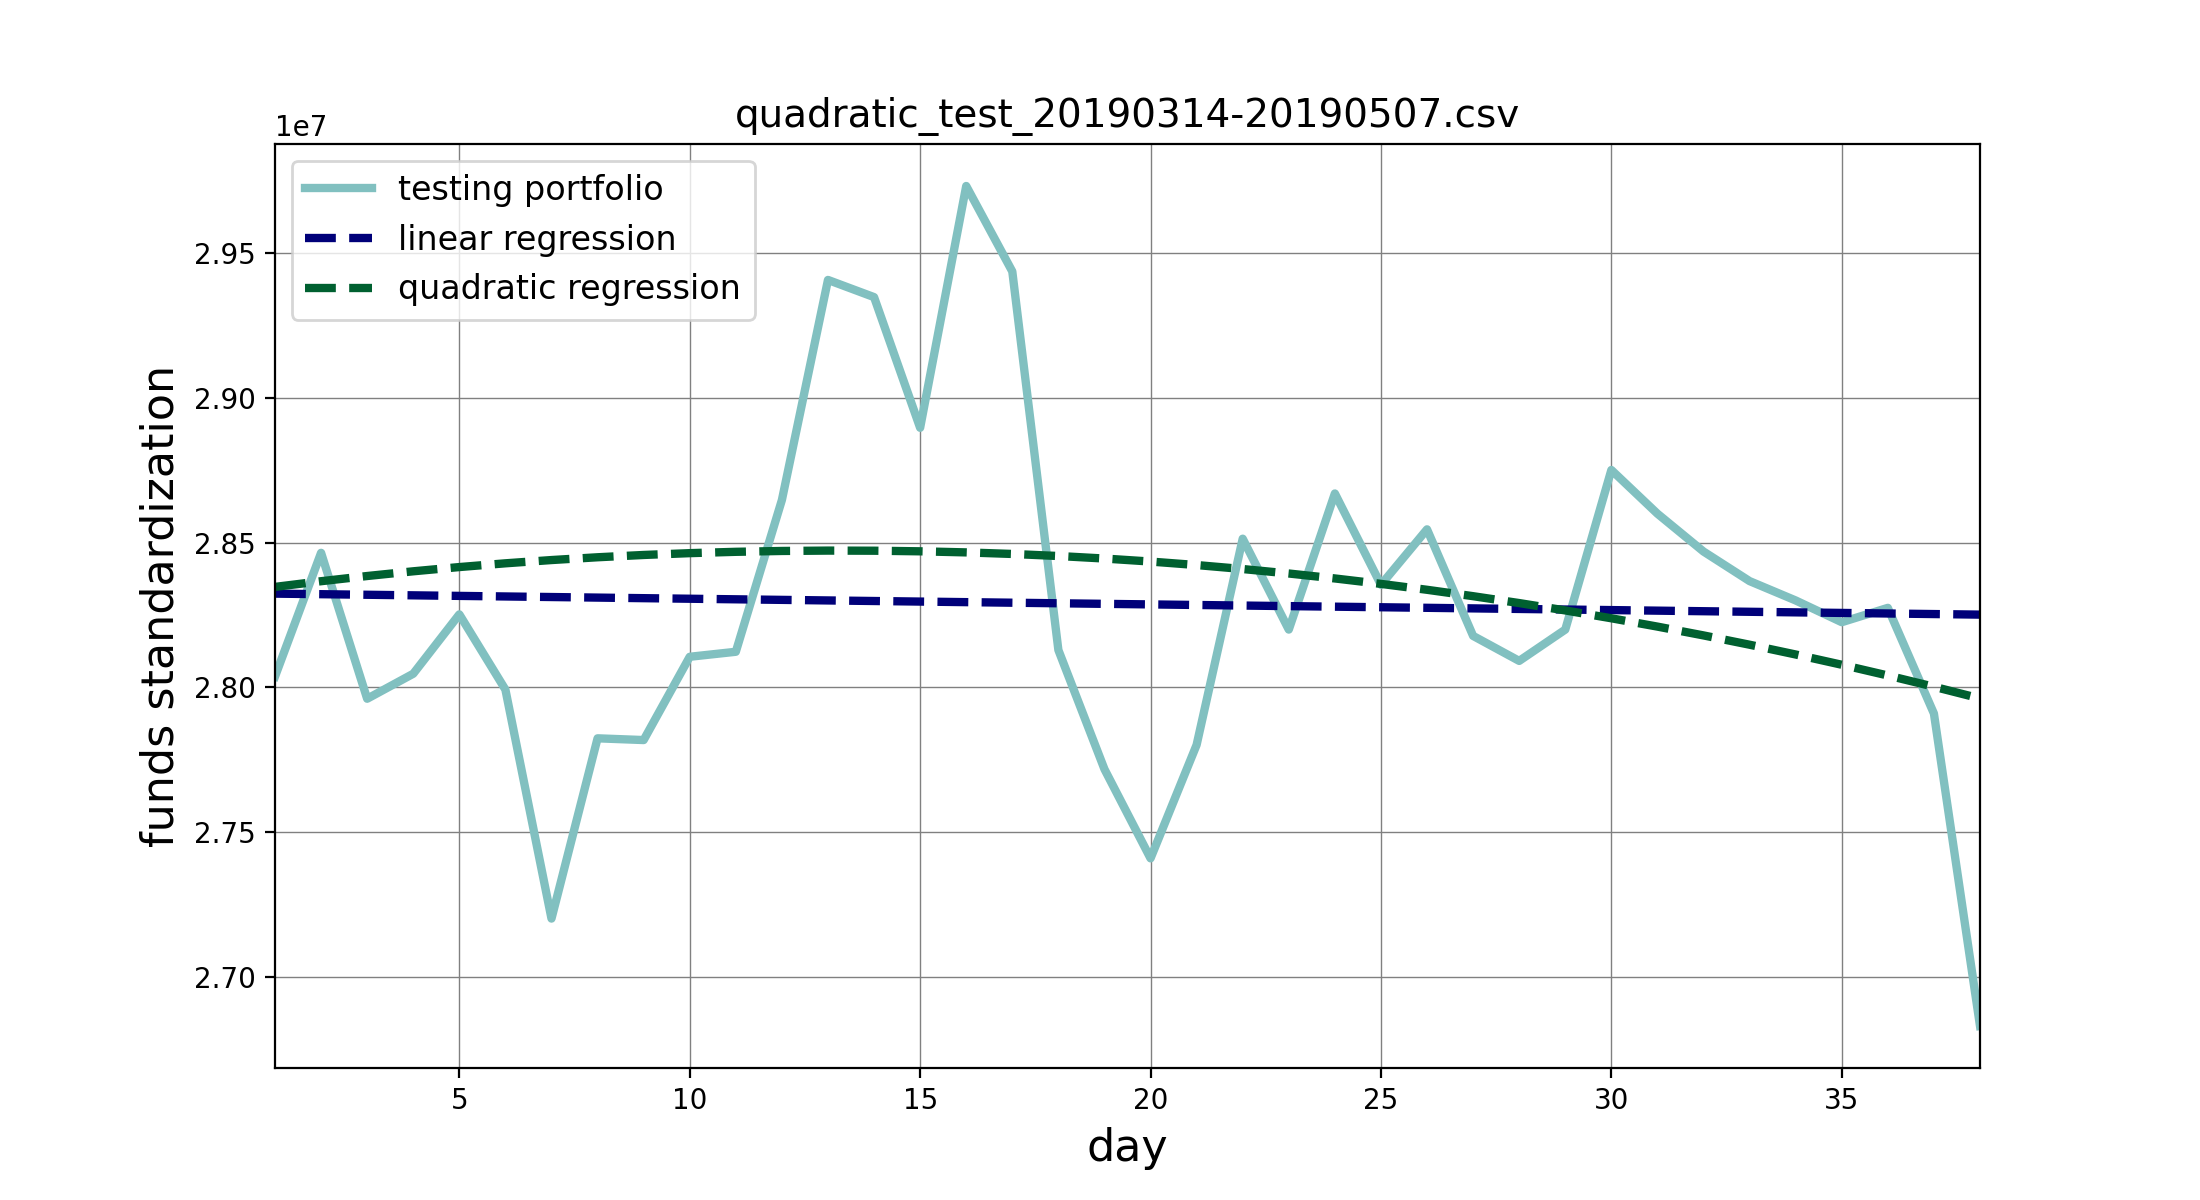 quadratic_test_20190314-20190507.csv
1e7
testing portfolio
linear regression
quadratic regression
2.95
2.90
2.85
2.80
2.75
2.70
funds standardization
5 10 15 20 25 30 35
day